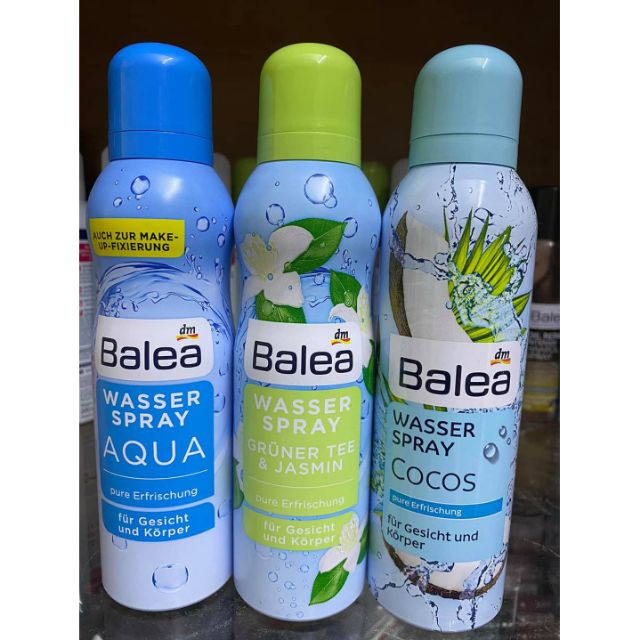 AUCH ZUR MAKE-
UP-FIXIERUNG
dm
Balea
WASSER
SPRAY
AQUA
pure Erfrischung
für Gesicht
und Körper
dm
Balea
WASSER
SPRAY
GRÜNER TEE
& JASMIN
pure Erfrischung
für Gesicht
und Körper
dm
Balea
WASSER
SPRAY
COCOS
pure Erfrischung
für Gesicht und
Körper
Balea